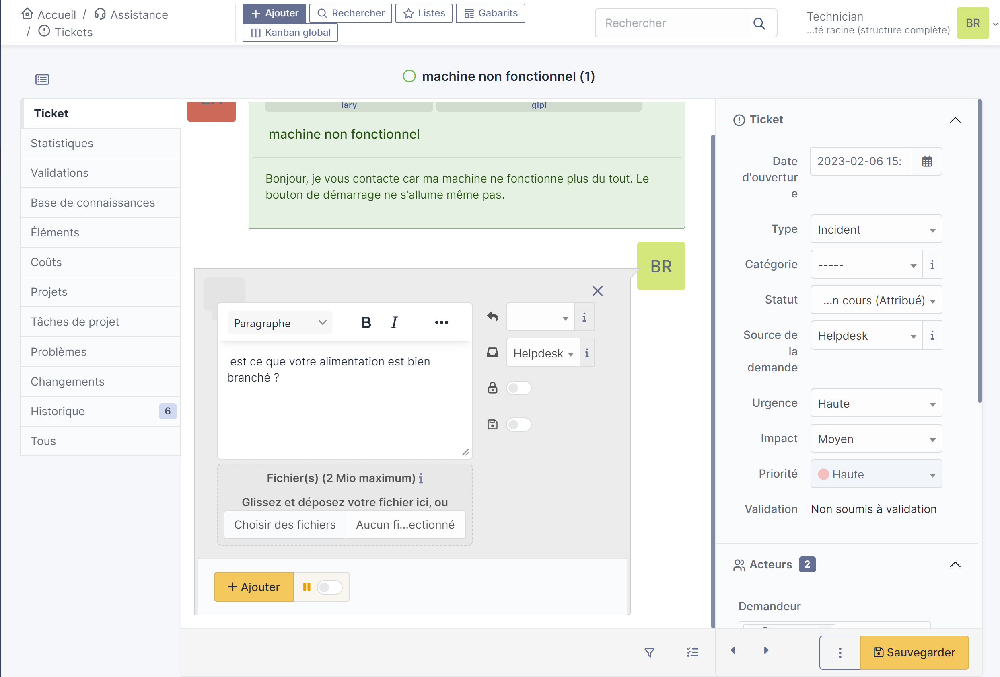 Accueil / Assistance
/ Tickets
Ajouter
Rechercher
Listes
Gabarits
Kanban global
Rechercher
Technician
...té racine (structure complète)
BR
machine non fonctionnel (1)
Ticket
Statistiques
Validations
Base de connaissances
Éléments
Coûts
Projets
Tâches de projet
Problèmes
Changements
Historique 6
Tous
lary
glpi
machine non fonctionnel
Bonjour, je vous contacte car ma machine ne fonctionne plus du tout. Le
bouton de démarrage ne s'allume même pas.
BR
Paragraphe B I
est ce que votre alimentation est bien
branché ?
Helpdesk
Fichier(s) (2 Mio maximum)
Glissez et déposez votre fichier ici, ou
Choisir des fichiers Aucun fi...ectionné
+ Ajouter
Ticket
Date
d'ouvertur
e
2023-02-06 15:
Type Incident
Catégorie -----
Statut ...n cours (Attribué)
Source de
la
demande
Helpdesk
Urgence Haute
Impact Moyen
Priorité Haute
Validation Non soumis à validation
Acteurs 2
Demandeur
Sauvegarder